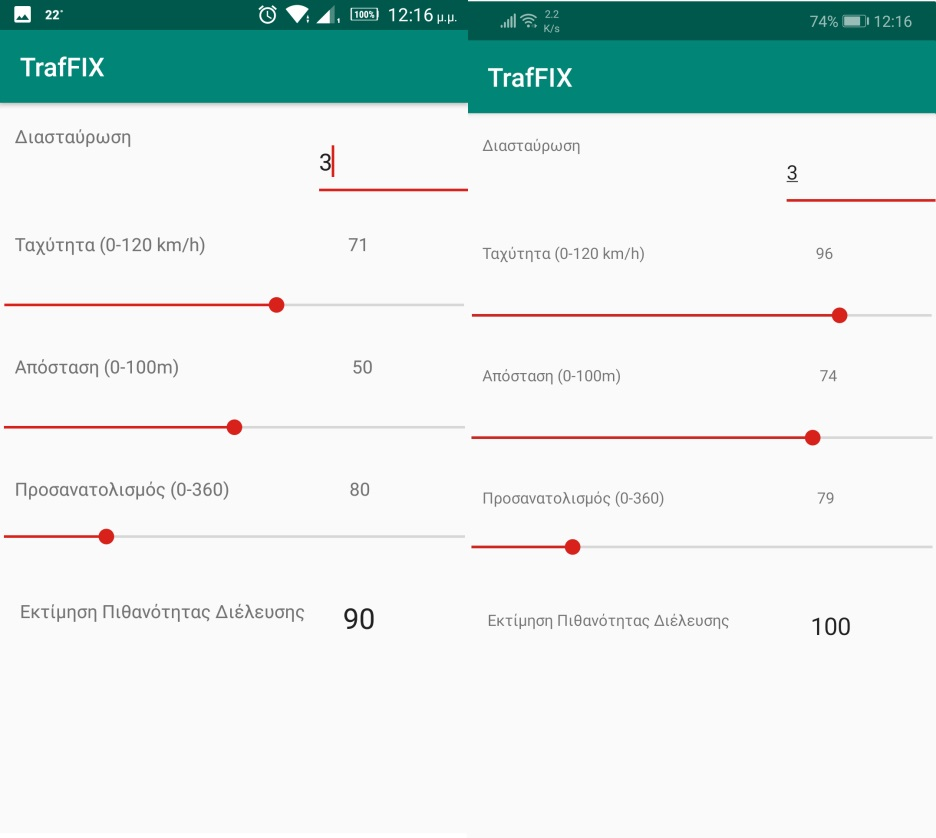 22°
100%
12:16 μ.μ.
TrafFIX
Διασταύρωση
3
Ταχύτητα (0-120 km/h) 71
Απόσταση (0-100m) 50
Προσανατολισμός (0-360) 80
Εκτίμηση Πιθανότητας Διέλευσης 90
2.2
K/s
74% 12:16
TrafFIX
Διασταύρωση
3
Ταχύτητα (0-120 km/h) 96
Απόσταση (0-100m) 74
Προσανατολισμός (0-360) 79
Εκτίμηση Πιθανότητας Διέλευσης 100